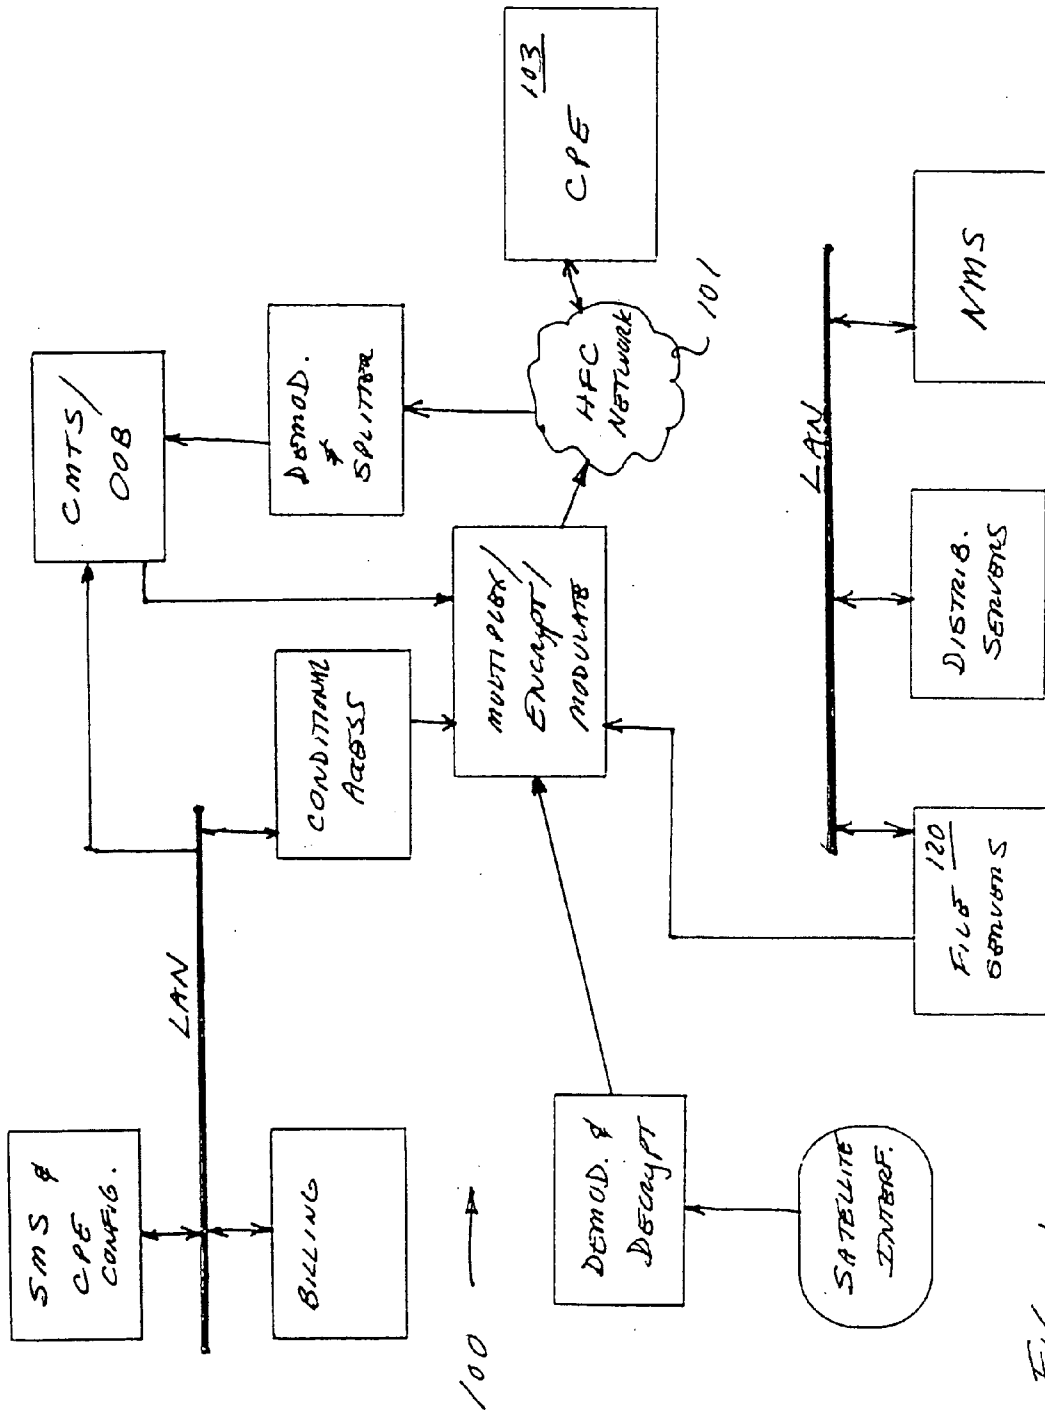 SMS &
CPE
CONFIG.
BILLING
LAN
CMTS/
OOB
CONDITIONAL
ACCESS
DEMOD.
&
SPLITTER
100
DEMOD. &
DECRYPT
SATELLITE
INTERF.
MULTIPLEX/
ENCRYPT/
MODULATE
HFC
NETWORK
101
103
CPE
LAN
FILE 120
SERVERS
DISTRIB.
SERVERS
NMS